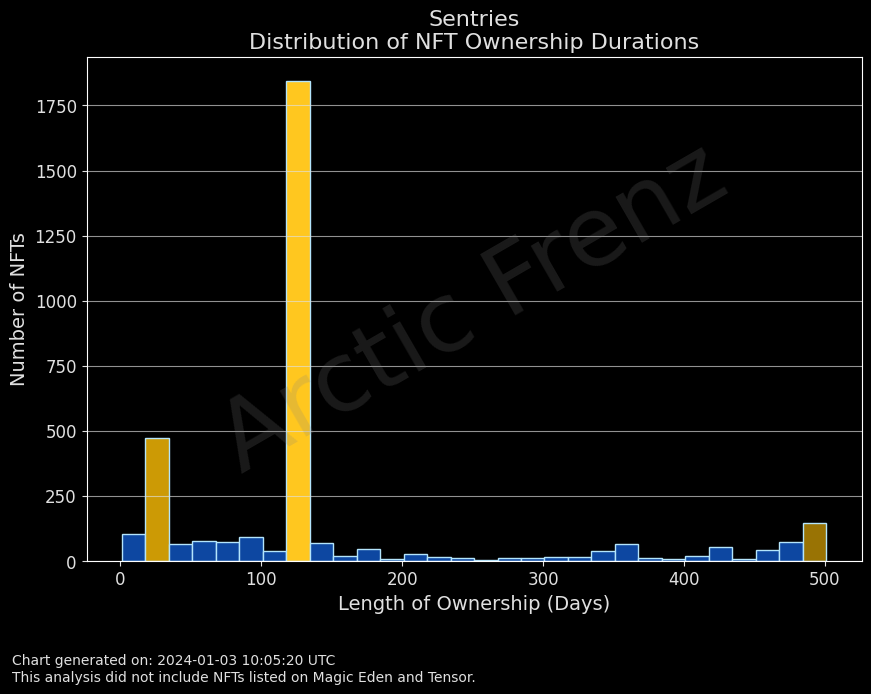 Sentries
Distribution of NFT Ownership Durations
Number of NFTs
1750
1500
1250
1000
750
500
250
0
Arctic Frenz
0 100 200 300 400 500
Length of Ownership (Days)
Chart generated on: 2024-01-03 10:05:20 UTC
This analysis did not include NFTs listed on Magic Eden and Tensor.